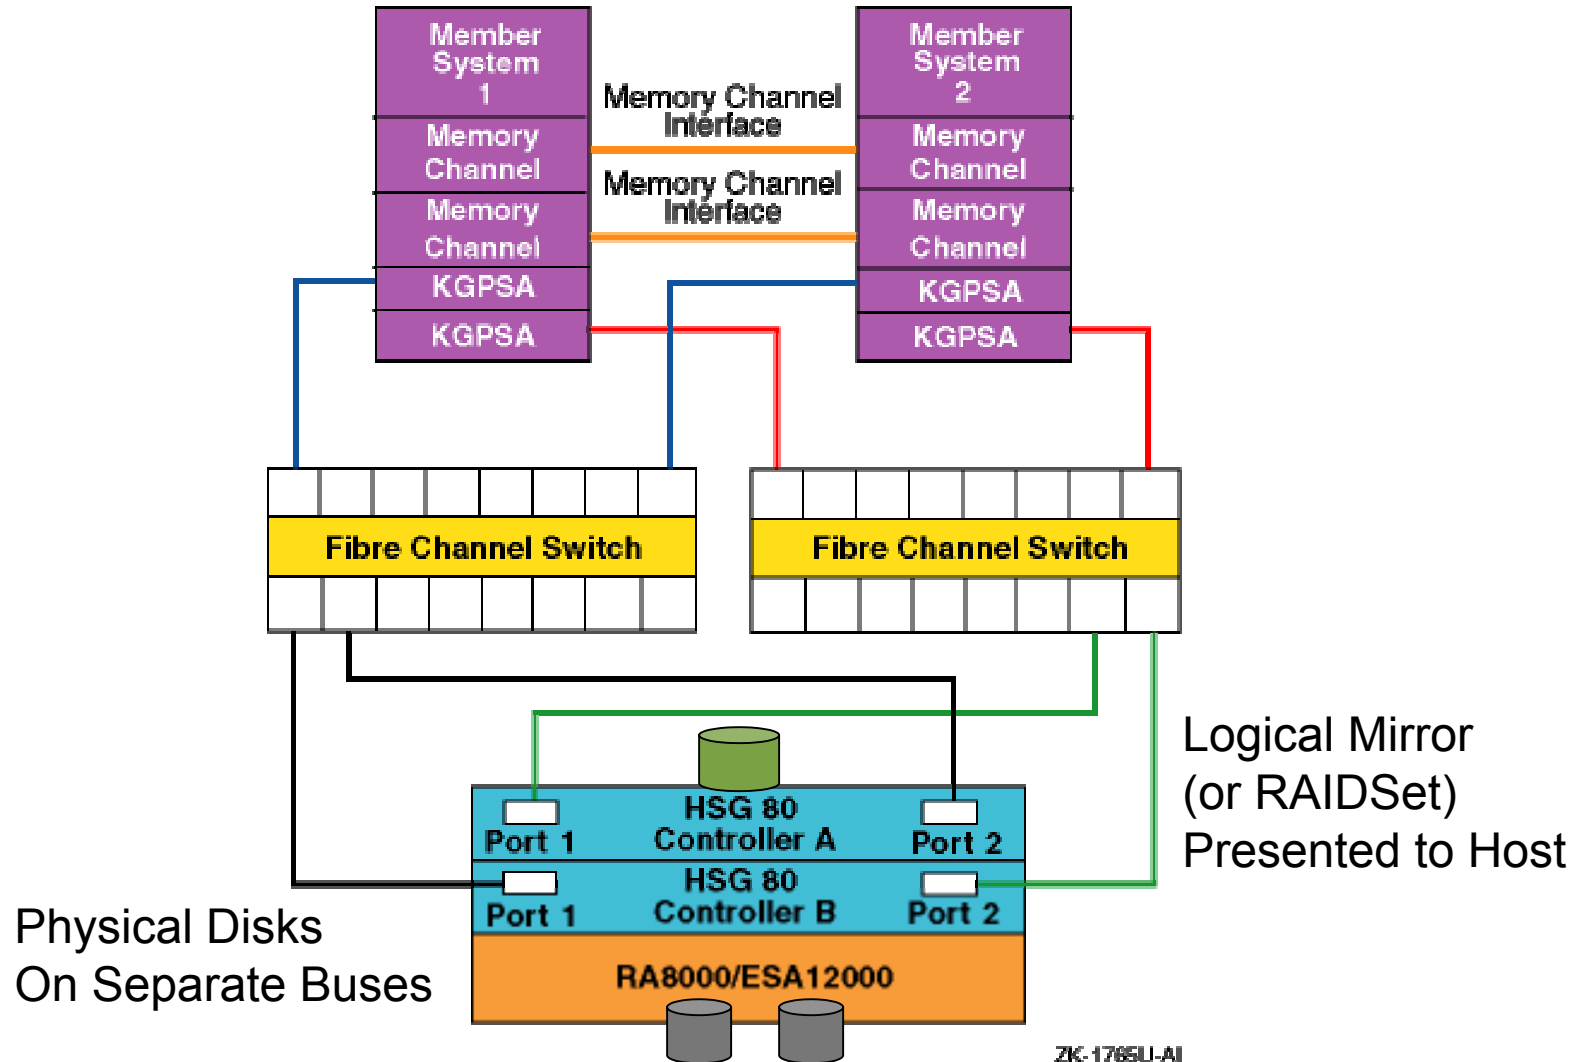 Member
System
1
Memory
Channel
Memory
Channel
KGPSA
KGPSA
Memory Channel
Interface
Memory Channel
Interface
Member
System
2
Memory
Channel
Memory
Channel
KGPSA
KGPSA
Fibre Channel Switch
Fibre Channel Switch
HSG 80
Controller A
Port 1
Port 2
HSG 80
Controller B
Port 1
Port 2
RA8000/ESA12000
Logical Mirror
(or RAIDSet)
Presented to Host
Physical Disks
On Separate Buses
ZK-1765U-AI